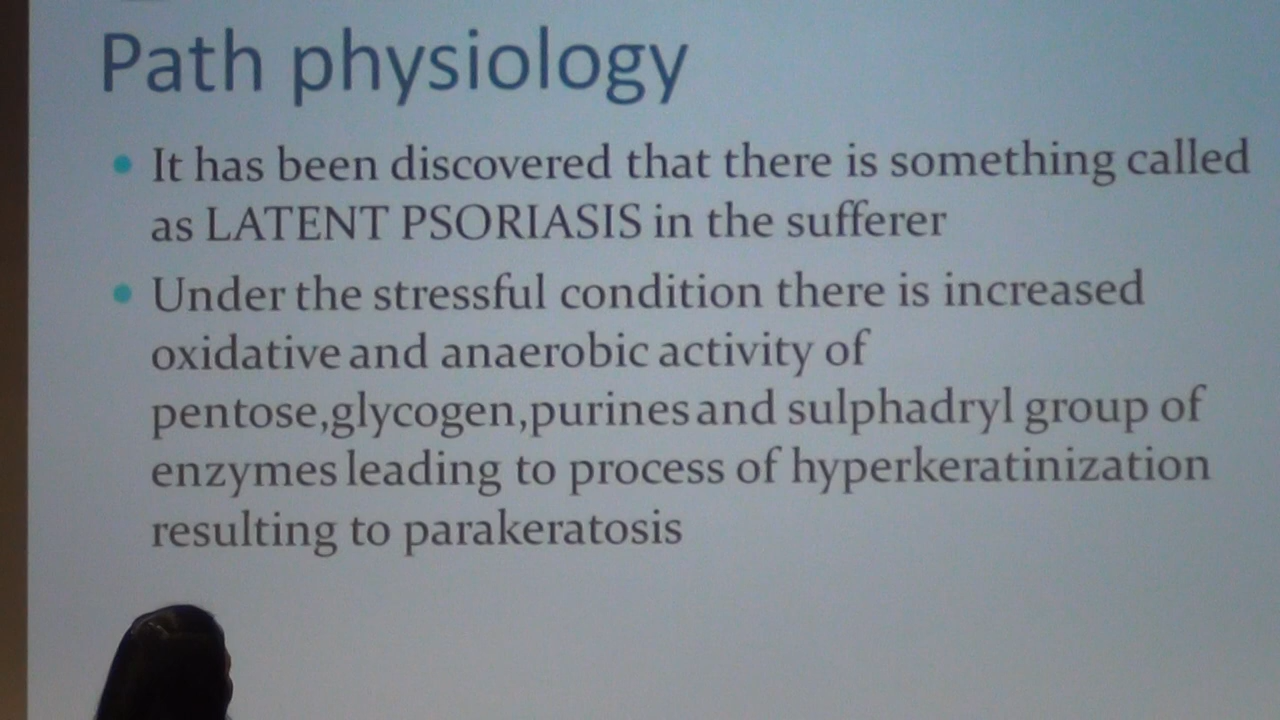 Path physiology
It has been discovered that there is something called
as LATENT PSORIASIS in the sufferer
Under the stressful condition there is increased
oxidative and anaerobic activity of
pentose,glycogen,purines and sulphadryl group of
enzymes leading to process of hyperkeratinization
resulting to parakeratosis